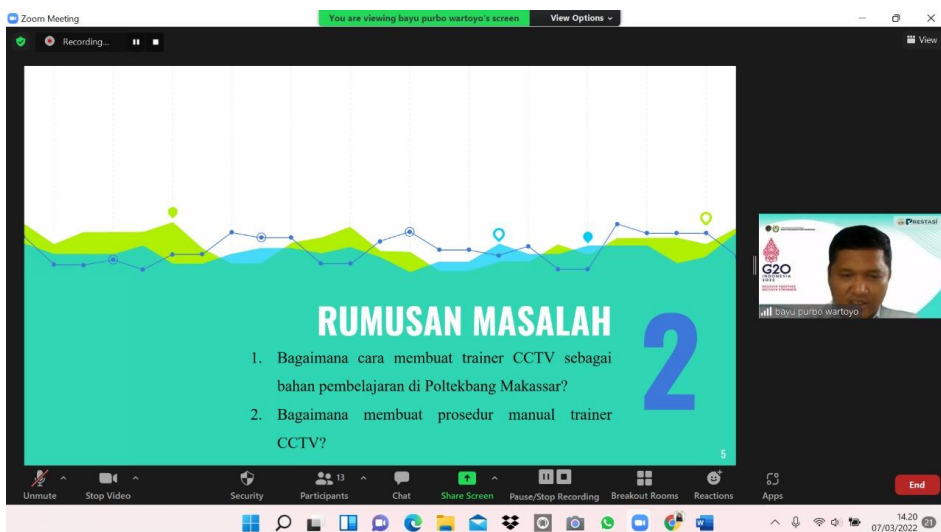 Zoom Meeting
You are viewing bayu purbo wartoyo's screen
View Options
Recording...
View
RUMUSAN MASALAH
2
1. Bagaimana cara membuat trainer CCTV sebagai
bahan pembelajaran di Poltekbang Makassar?
2. Bagaimana membuat prosedur manual trainer
CCTV?
5
PRESTASI
G20
INDONESIA
2022
bayu purbo wartoyo
Unmute
Stop Video
Security
Participants
13
Chat
Share Screen
Pause/Stop Recording
Breakout Rooms
Reactions
Apps
End
14.20
07/03/2022
21